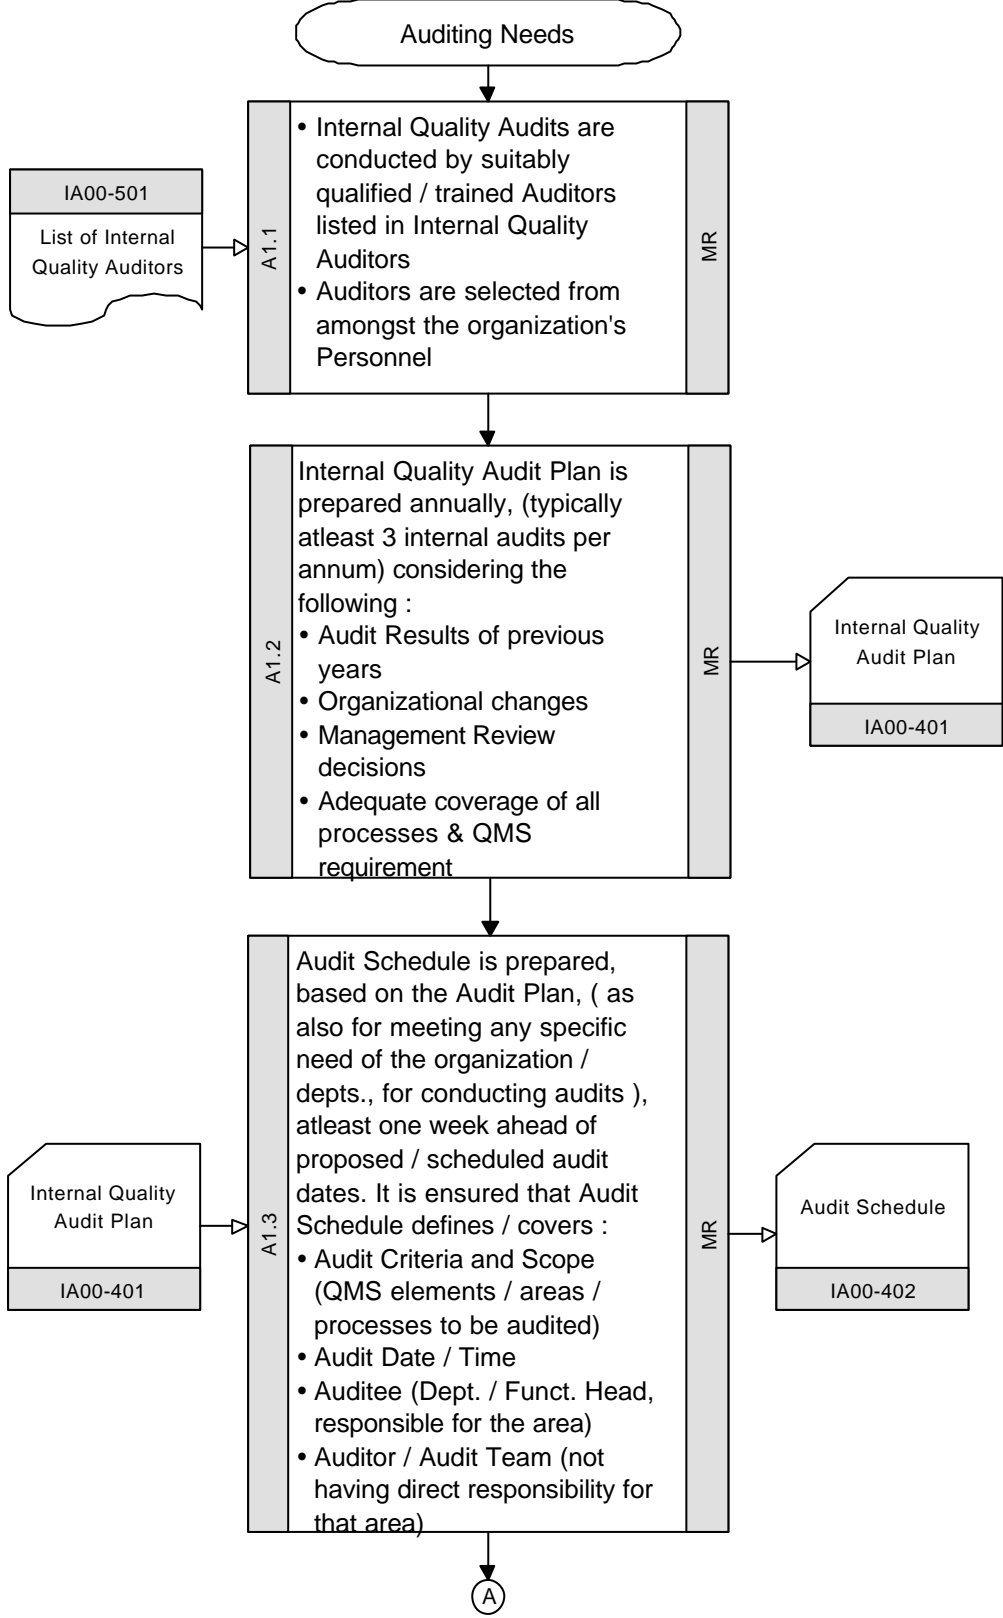 Auditing Needs
IA00-501
List of Internal
Quality Auditors
A1.1
• Internal Quality Audits are
conducted by suitably
qualified / trained Auditors
listed in Internal Quality
Auditors
• Auditors are selected from
amongst the organization's
Personnel
MR
A1.2
Internal Quality Audit Plan is
prepared annually, (typically
atleast 3 internal audits per
annum) considering the
following :
• Audit Results of previous
years
• Organizational changes
• Management Review
decisions
• Adequate coverage of all
processes & QMS
requirement
MR
Internal Quality
Audit Plan
IA00-401
Internal Quality
Audit Plan
IA00-401
A1.3
Audit Schedule is prepared,
based on the Audit Plan, ( as
also for meeting any specific
need of the organization /
depts., for conducting audits ),
atleast one week ahead of
proposed / scheduled audit
dates. It is ensured that Audit
Schedule defines / covers :
• Audit Criteria and Scope
(QMS elements / areas /
processes to be audited)
• Audit Date / Time
• Auditee (Dept. / Funct. Head,
responsible for the area)
• Auditor / Audit Team (not
having direct responsibility for
that area)
MR
Audit Schedule
IA00-402
A